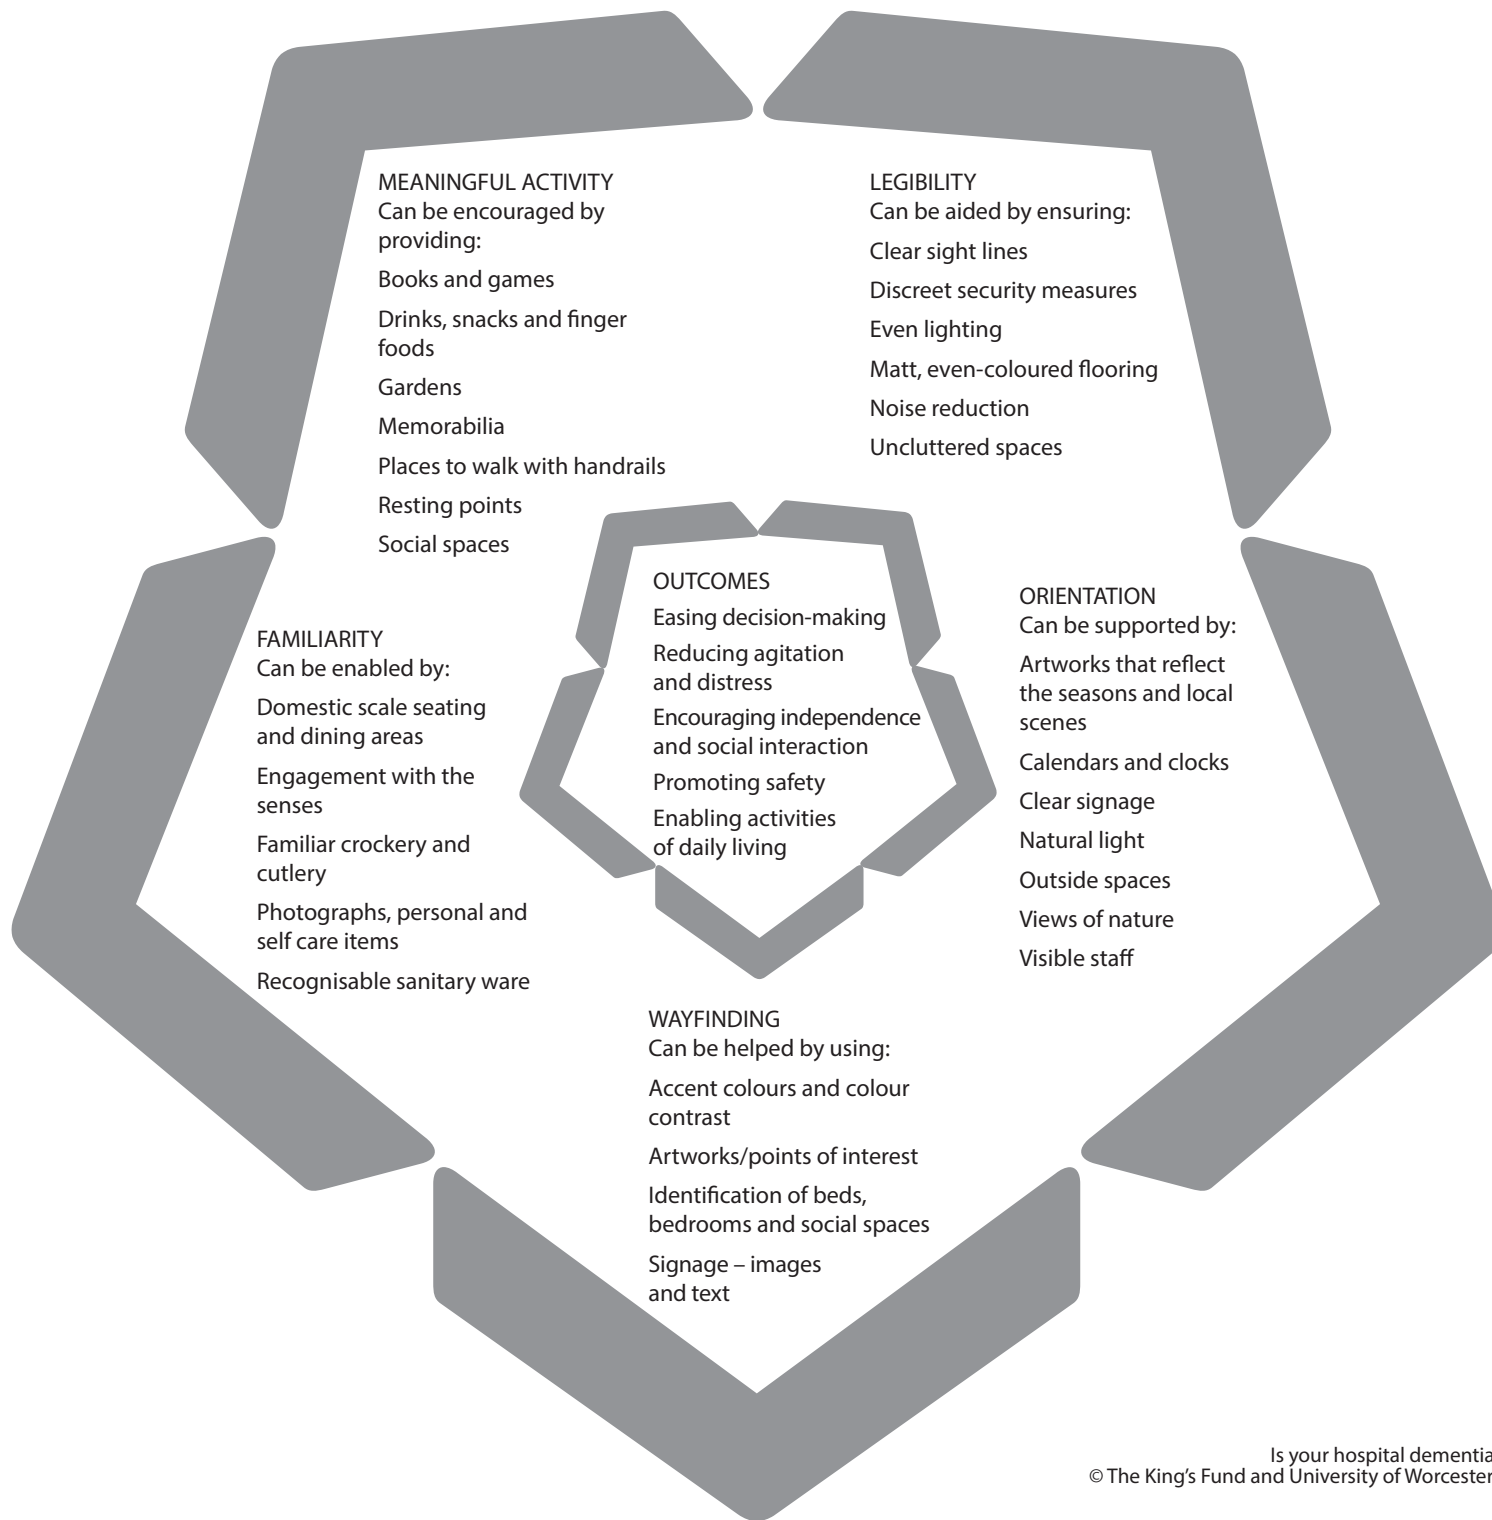 MEANINGFUL ACTIVITY
Can be encouraged by
providing:
Books and games
Drinks, snacks and finger
foods
Gardens
Memorabilia
Places to walk with handrails
Resting points
Social spaces
LEGIBILITY
Can be aided by ensuring:
Clear sight lines
Discreet security measures
Even lighting
Matt, even-coloured flooring
Noise reduction
Uncluttered spaces
FAMILIARITY
Can be enabled by:
Domestic scale seating
and dining areas
Engagement with the
senses
Familiar crockery and
cutlery
Photographs, personal and
self care items
Recognisable sanitary ware
OUTCOMES
Easing decision-making
Reducing agitation
and distress
Encouraging independence
and social interaction
Promoting safety
Enabling activities
of daily living
ORIENTATION
Can be supported by:
Artworks that reflect
the seasons and local
scenes
Calendars and clocks
Clear signage
Natural light
Outside spaces
Views of nature
Visible staff
WAYFINDING
Can be helped by using:
Accent colours and colour
contrast
Artworks/points of interest
Identification of beds,
bedrooms and social spaces
Signage – images
and text
Is your hospital dementia
© The King's Fund and University of Worcester